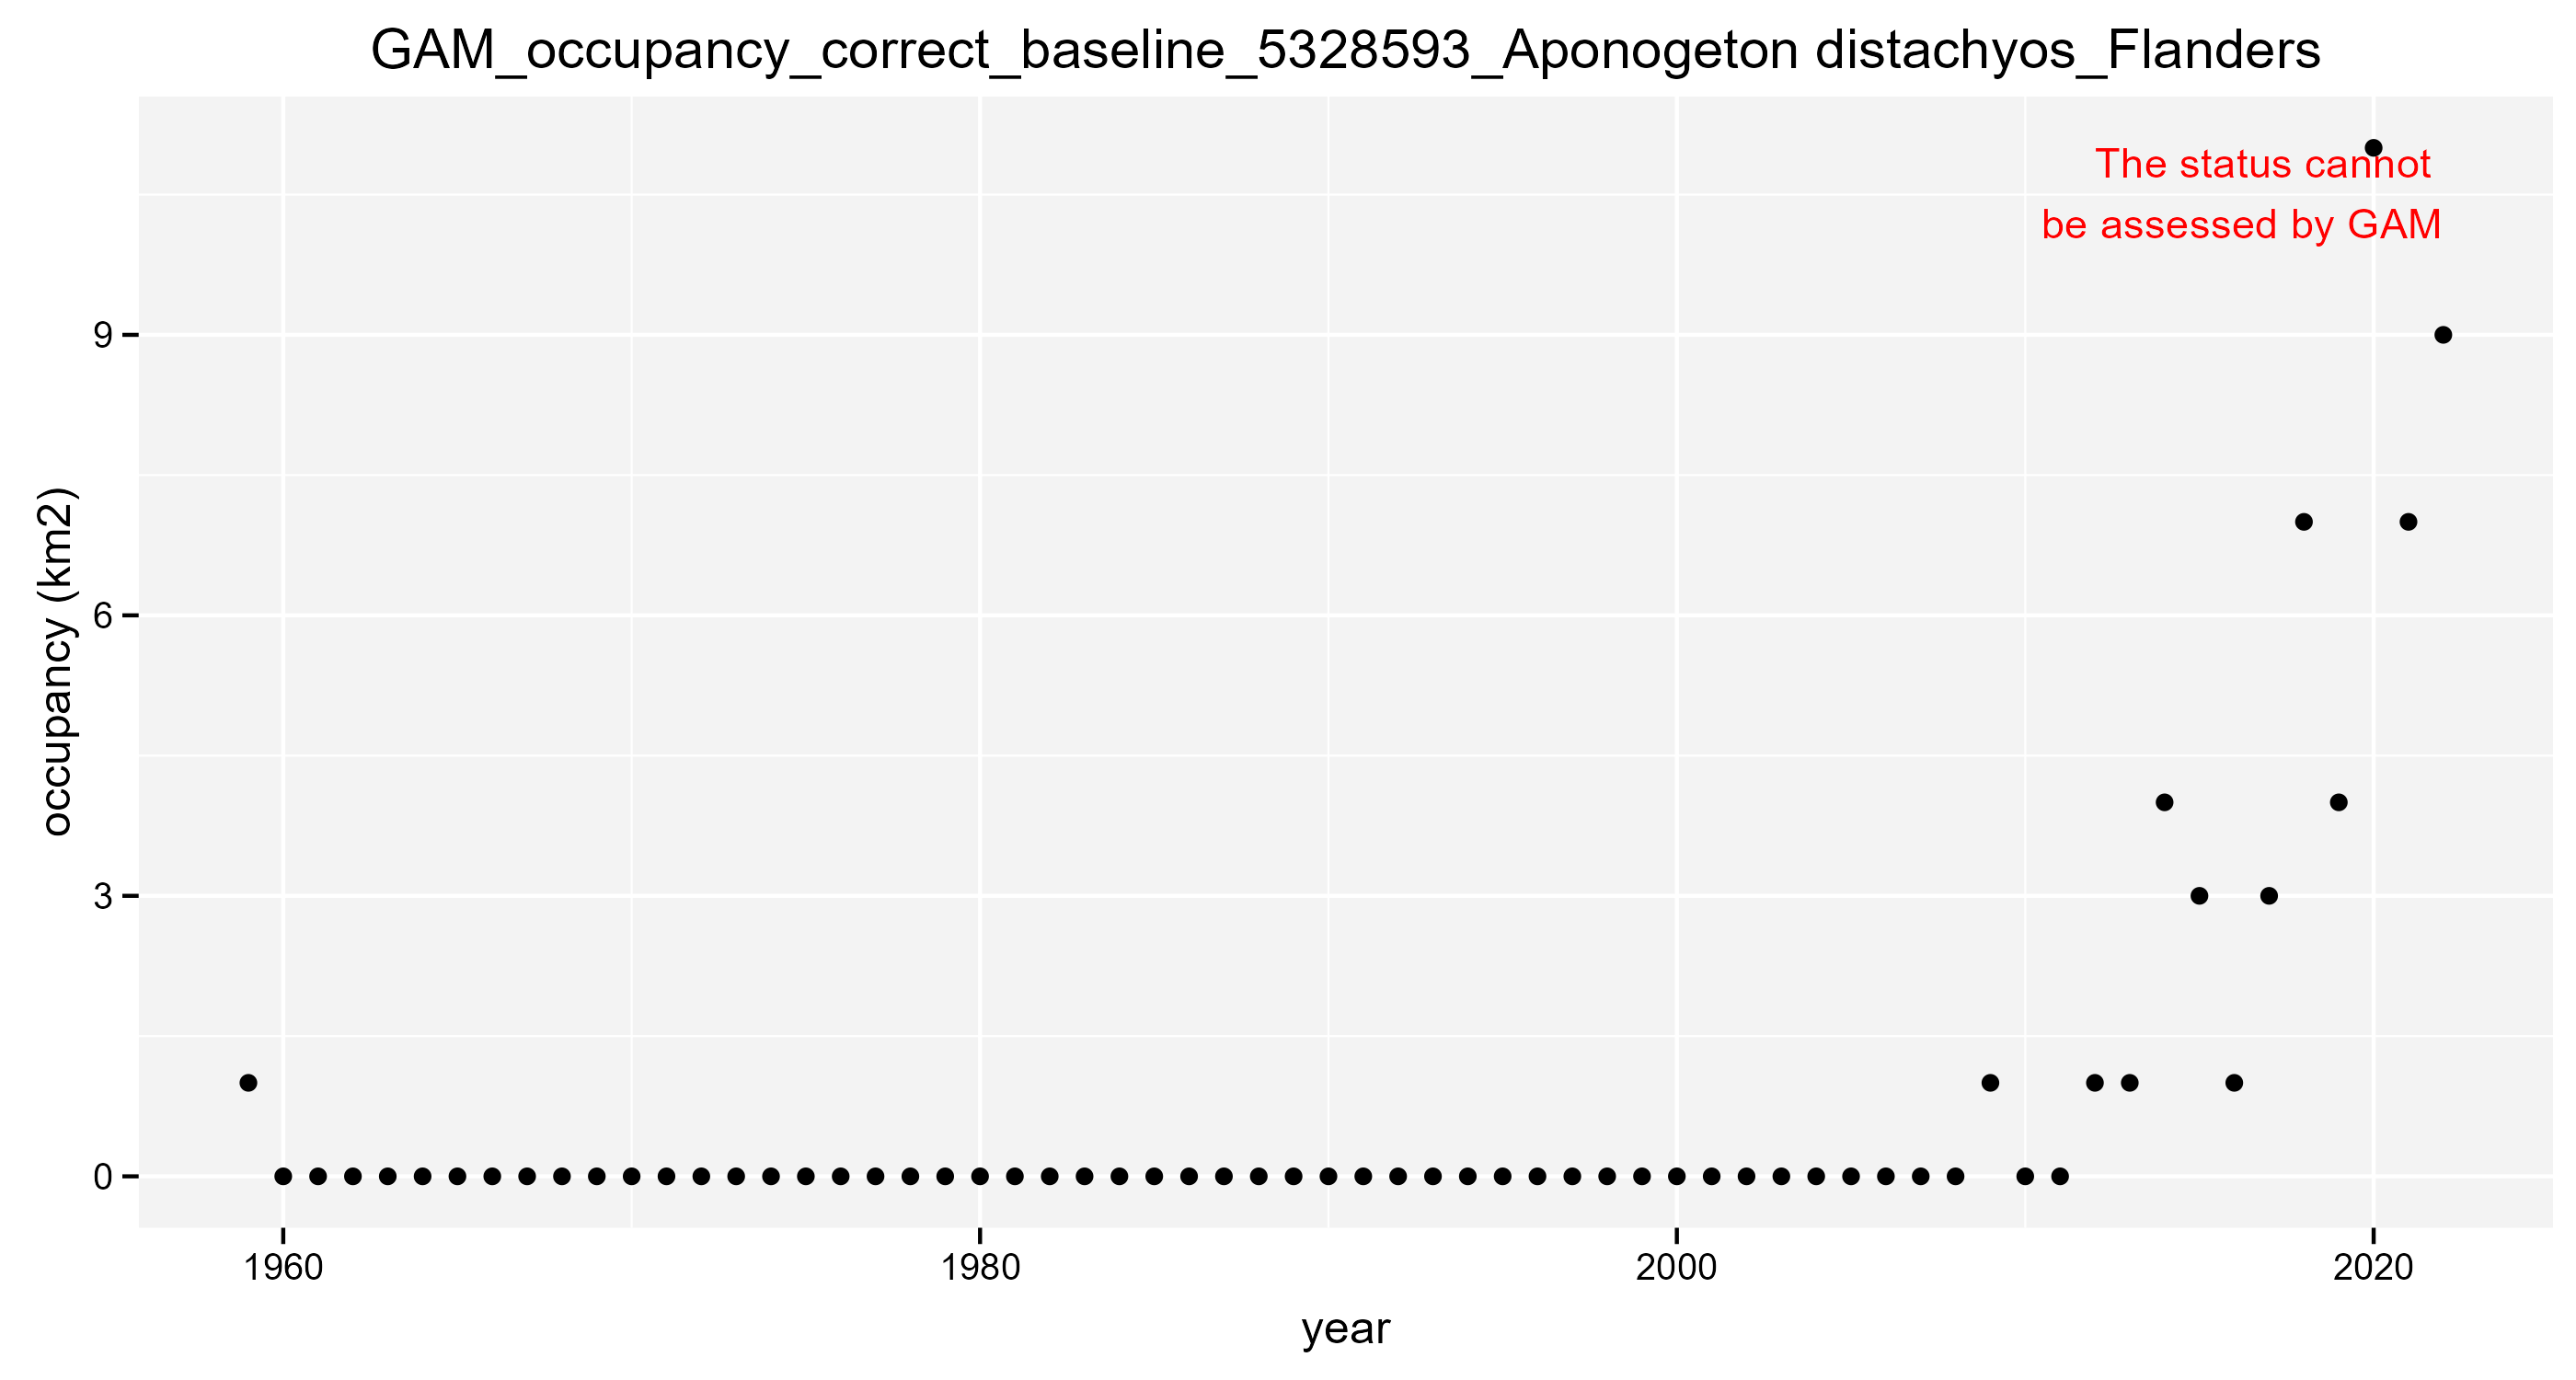 GAM_occupancy_correct_baseline_5328593_Aponogeton distachyos_Flanders
The status cannot
be assessed by GAM
occupancy (km2)
9
6
3
0
1960 1980 2000 2020
year